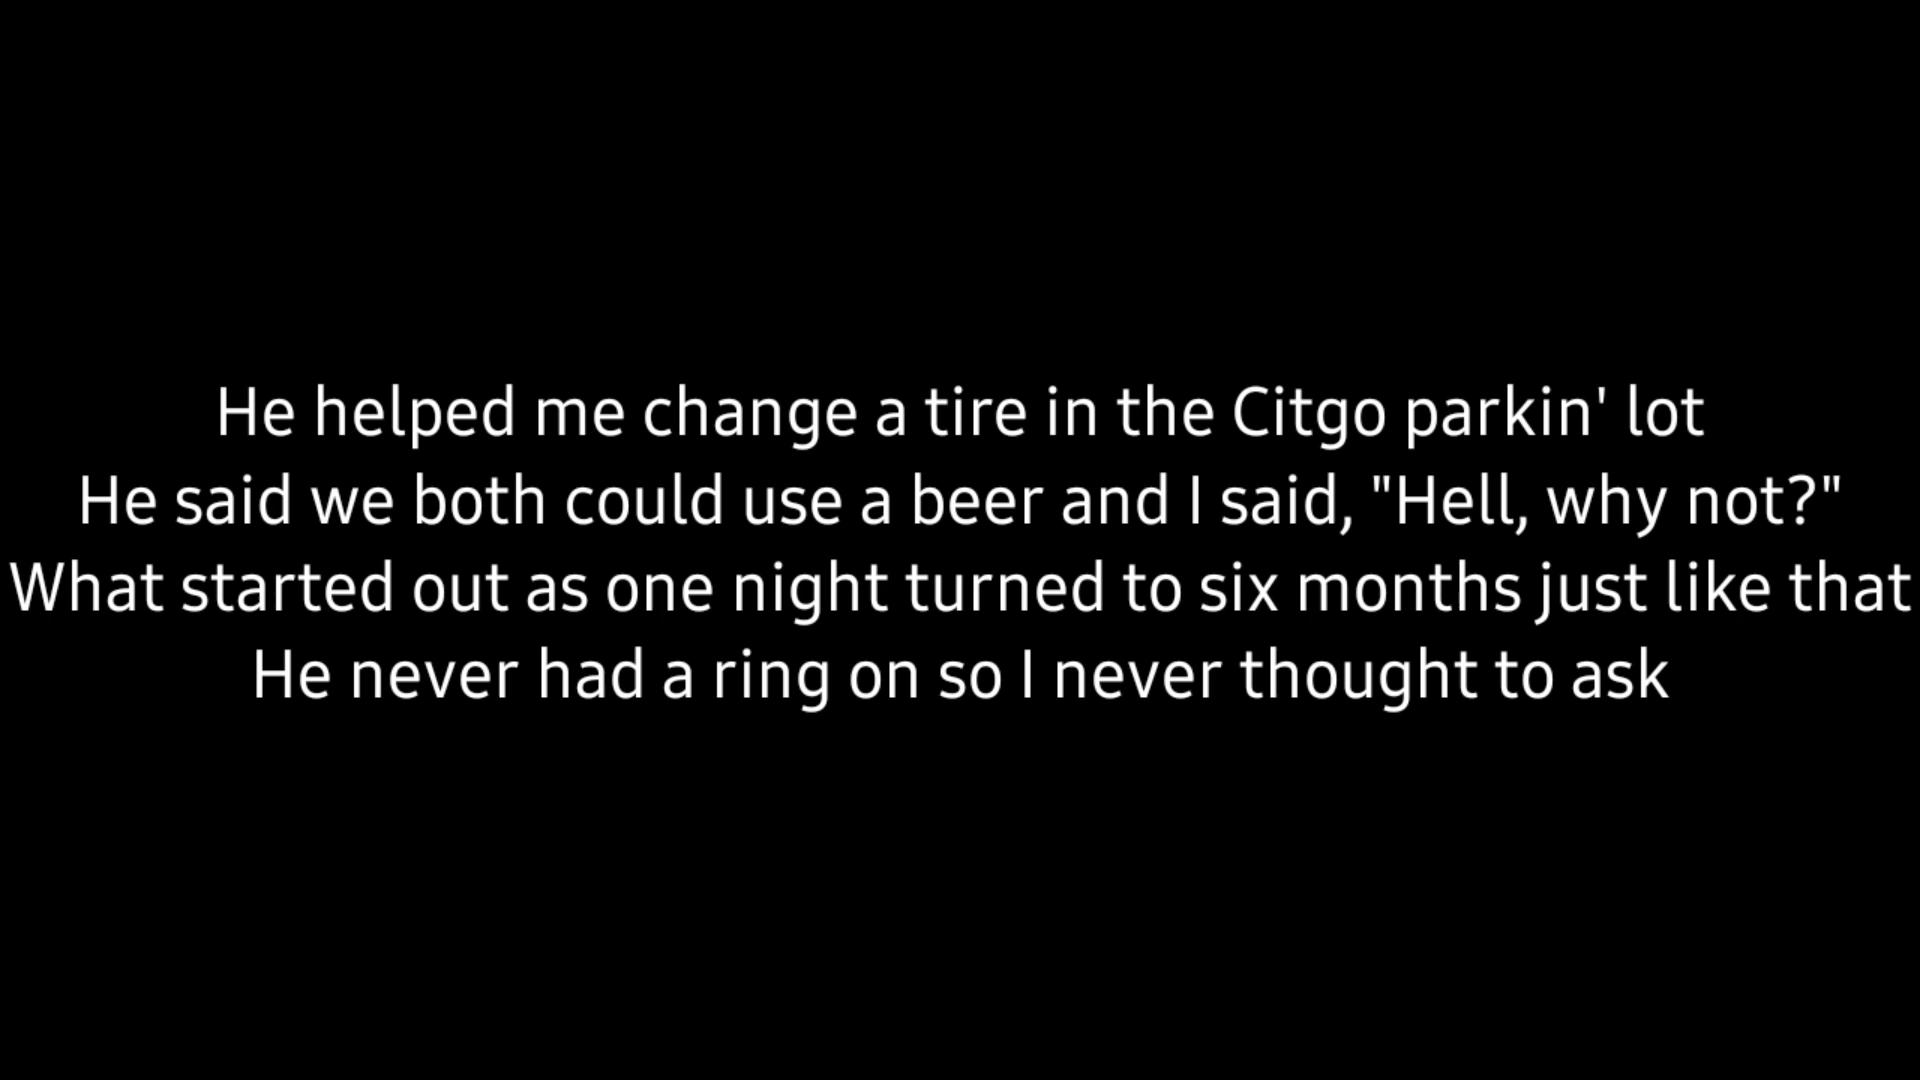 He helped me change a tire in the Citgo parkin' lot
He said we both could use a beer and I said, "Hell, why not?"
What started out as one night turned to six months just like that
He never had a ring on so I never thought to ask